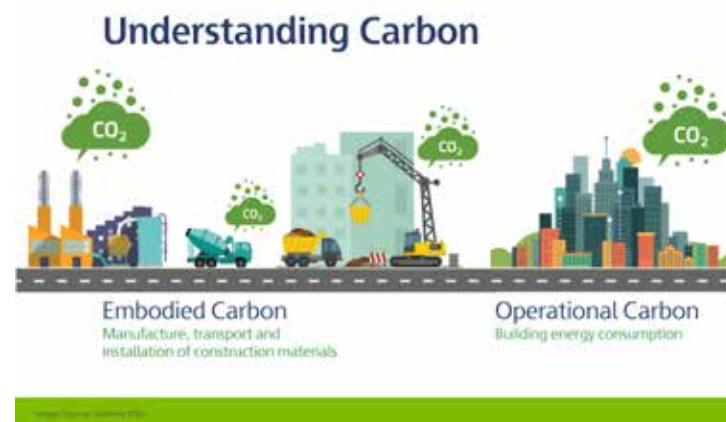 Understanding Carbon
CO₂
CO₂
CO₂
CO₂
Embodied Carbon
Manufacture, transport and
installation of construction materials
Operational Carbon
Building energy consumption